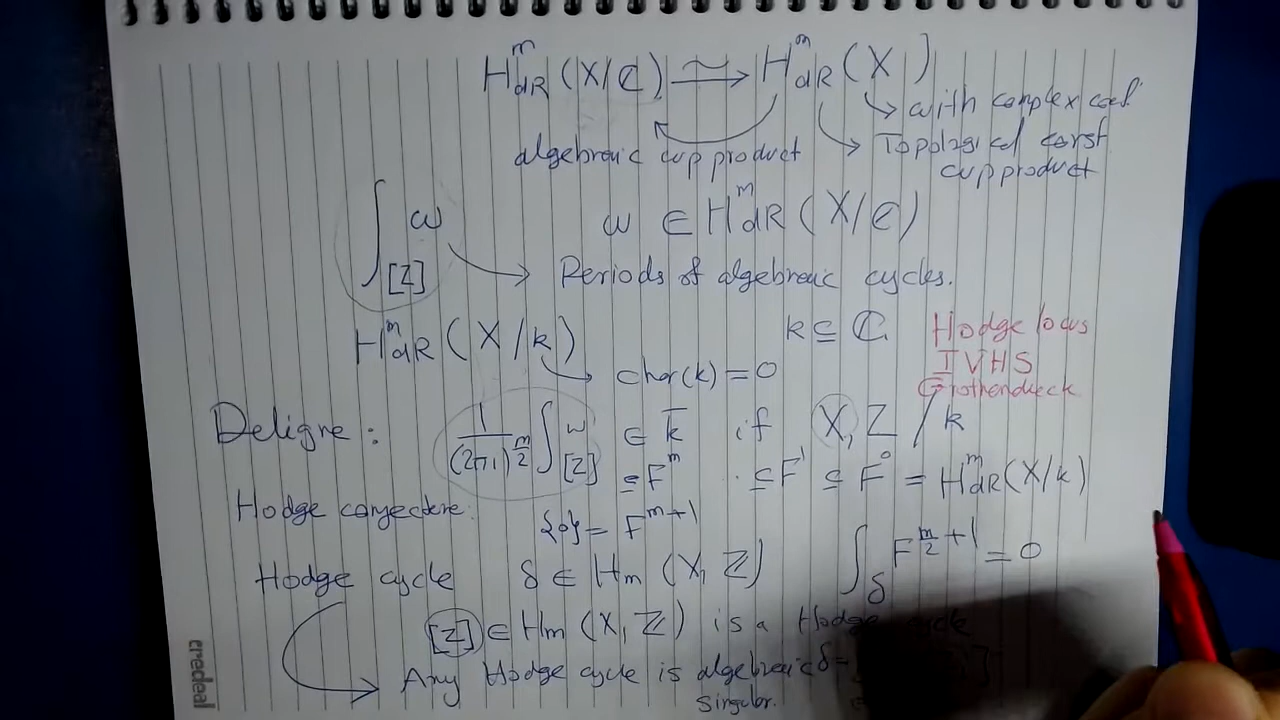 H^m_dR (X/ℂ) ⥲ H^m_dR (X)
→ with complex coef.
algebraic cup product → Topological const
cup product
∫_[Z] ω ω ∈ H^m_dR (X/ℂ)
→ Periods of algebraic cycles.
H^m_dR (X/k) k ⊆ ℂ Hodge locus
→ char(k) = 0 IVHS
Grothendieck
Deligne: 1/(2πi)^{m/2} ∫_[Z] ω ∈ k̄ if X, Z / k
⊆ F^m . ⊆ F^1 ⊆ F^0 = H^m_dR (X/k)
Hodge conjecture: {0} = F^{m+1}
Hodge cycle δ ∈ H_m (X, ℤ) ∫_δ F^{m/2+1} = 0
[Z] ∈ H_m (X, ℤ) is a Hodge cycle
→ Any Hodge cycle is algebraic δ =
singular.
credeal